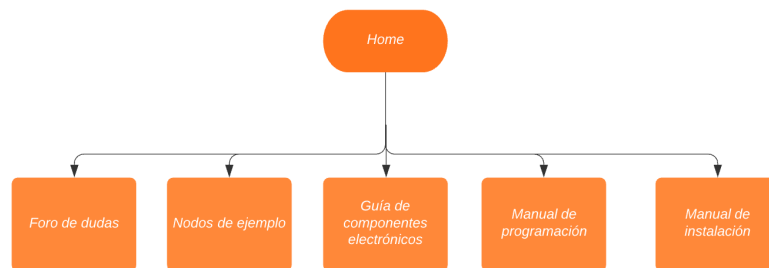 Home
Foro de dudas
Nodos de ejemplo
Guía de
componentes
electrónicos
Manual de
programación
Manual de
instalación